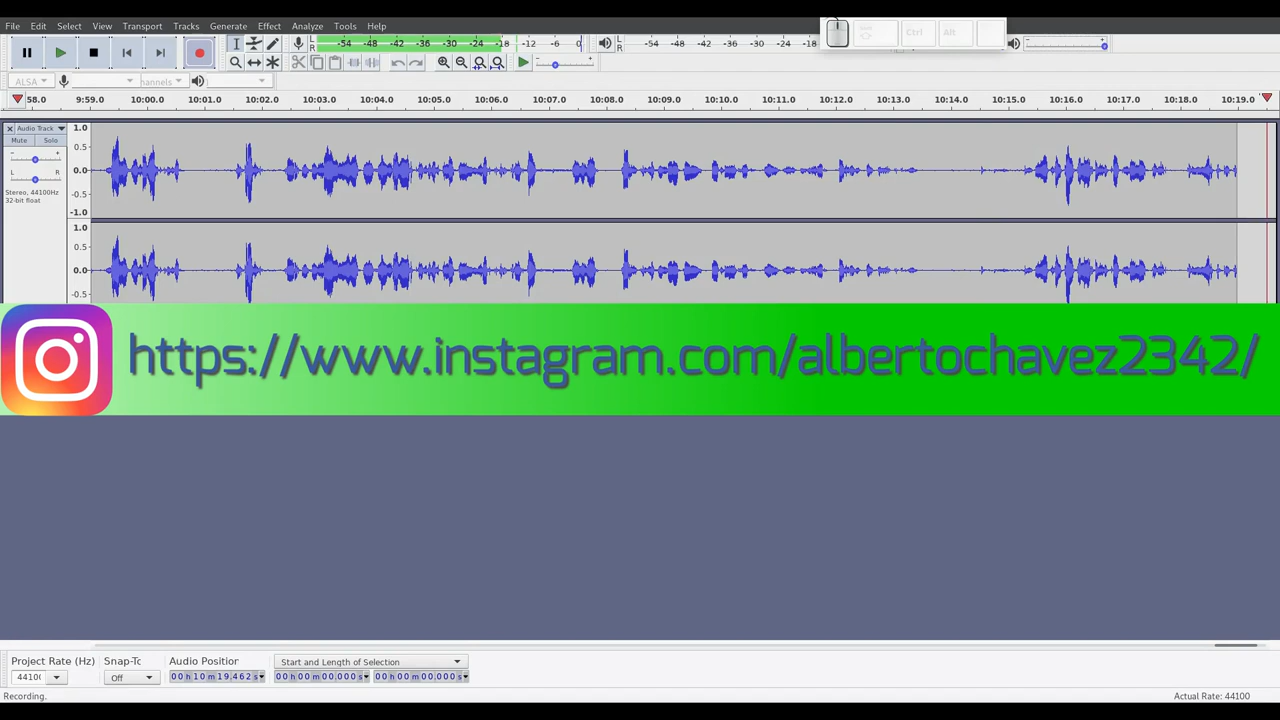 File Edit Select View Transport Tracks Generate Effect Analyze Tools Help
L R -54 -48 -42 -36 -30 -24 -18 -12 -6 0 L R -54 -48 -42 -36 -30 -24 -18 Ctrl Alt
ALSA hannels
58.0 9:59.0 10:00.0 10:01.0 10:02.0 10:03.0 10:04.0 10:05.0 10:06.0 10:07.0 10:08.0 10:09.0 10:10.0 10:11.0 10:12.0 10:13.0 10:14.0 10:15.0 10:16.0 10:17.0 10:18.0 10:19.0
Audio Track 1.0
Mute Solo
0.5
- +
0.0
L R
Stereo, 44100Hz -0.5
32-bit float
-1.0
1.0
0.5
0.0
-0.5
https://www.instagram.com/albertochavez2342/
Project Rate (Hz) Snap-Tc Audio Position Start and Length of Selection
44100 Off 00 h 10 m 19.462 s 00 h 00 m 00.000 s 00 h 00 m 00.000 s
Recording. Actual Rate: 44100